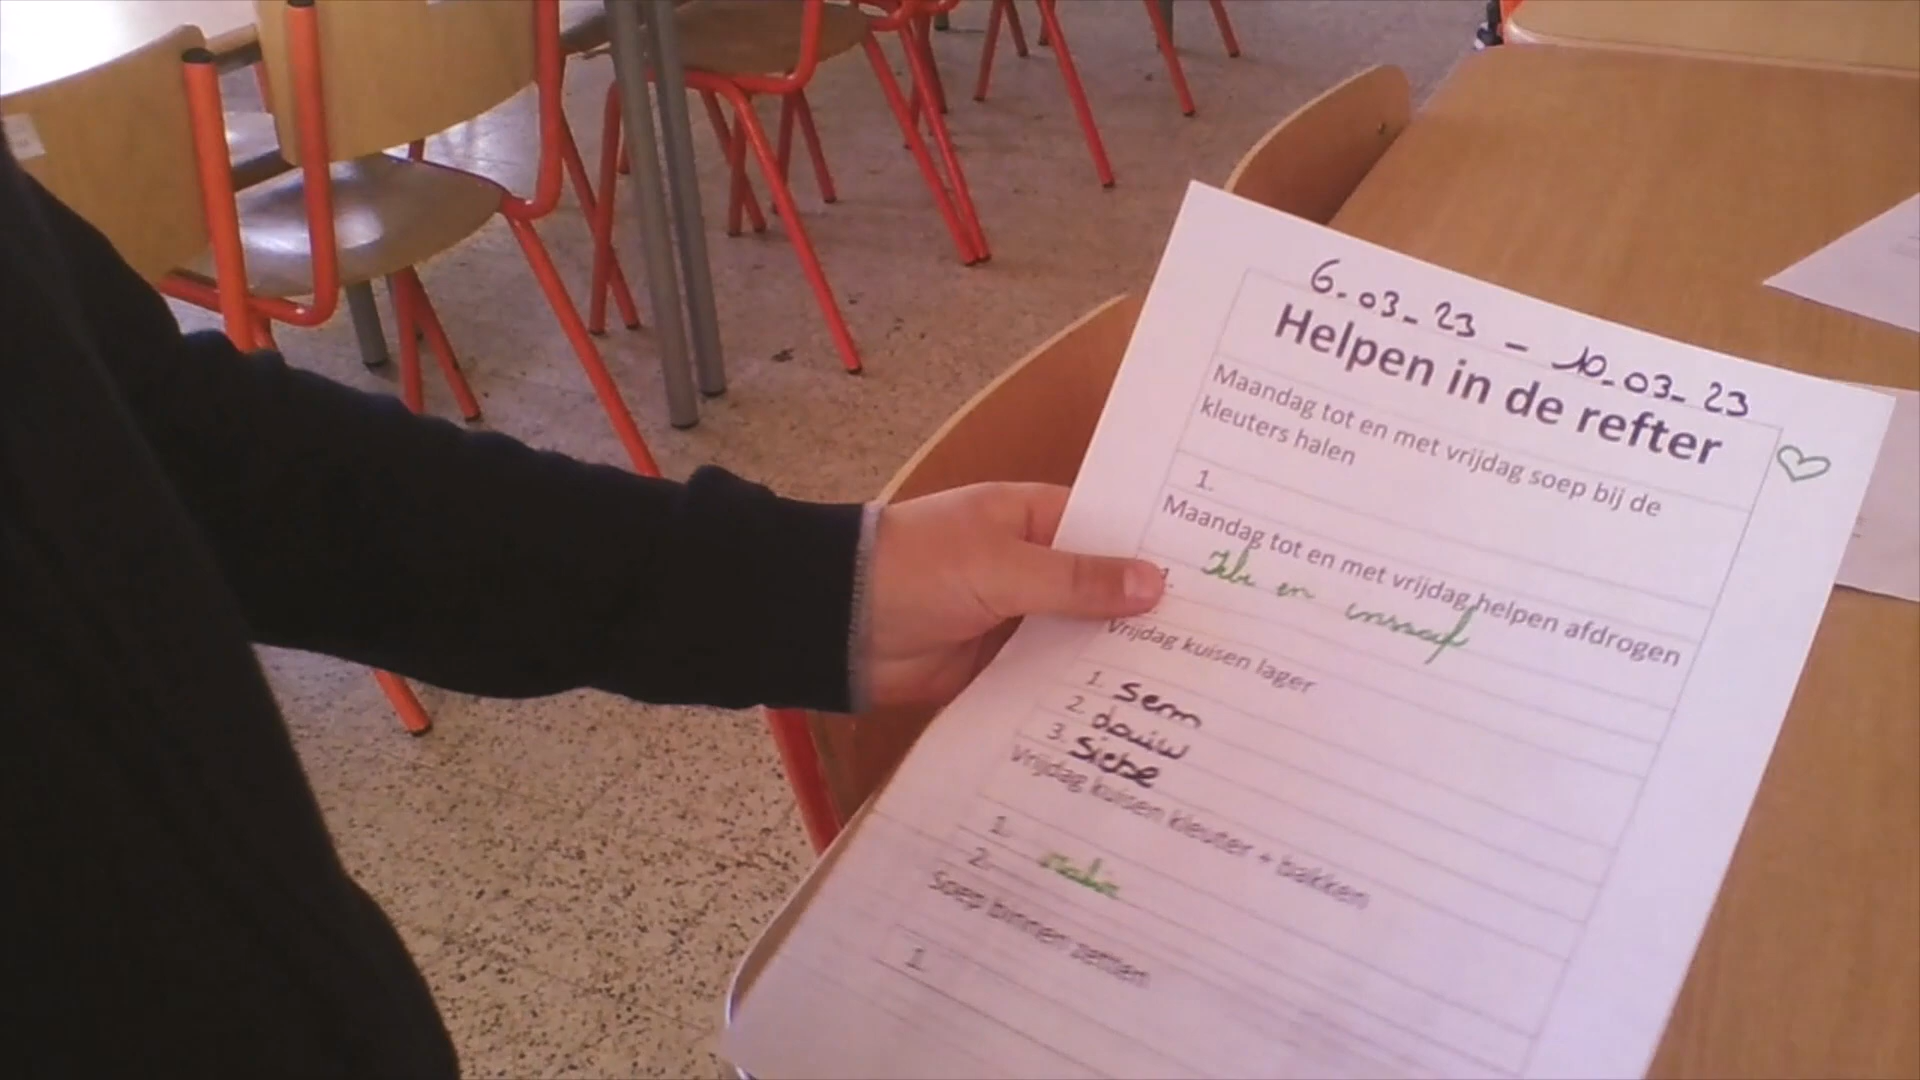 6-03-23 - 10-03-23
Helpen in de refter
Maandag tot en met vrijdag soep bij de
kleuters halen
1.
Maandag tot en met vrijdag helpen afdrogen
1. en inssaf
Vrijdag kuisen lager
1. Sem
2.
3. Siebe
Vrijdag kuisen kleuter + bakken
1.
2.
Soep binnen zetten
1.